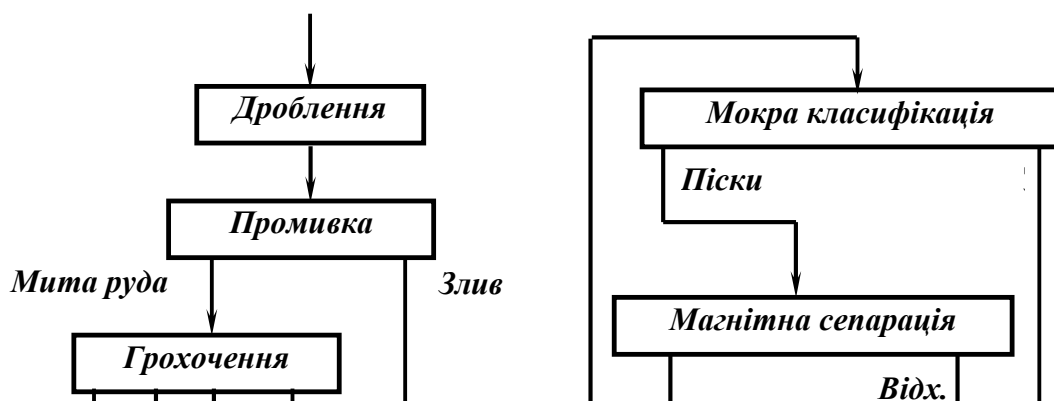 Дроблення
Промивка
Мита руда
Злив
Грохочення
Мокра класифікація
Піски
Магнітна сепарація
Відх.